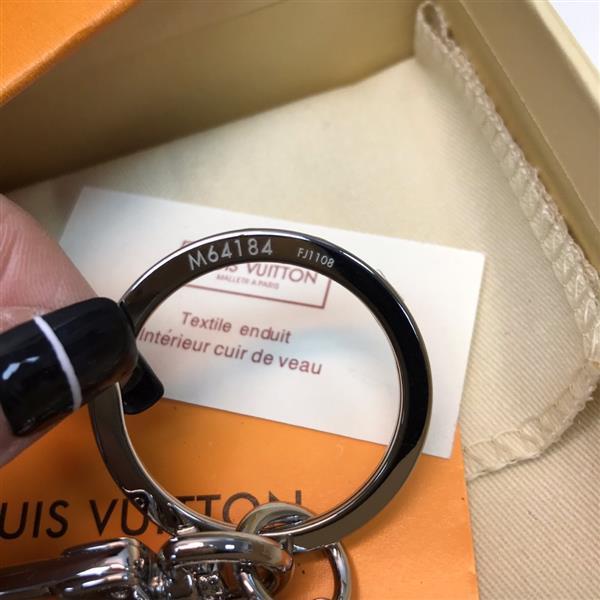 M64184 FJ1108
UIS VUITTON
MALLETIER A PARIS
Textile enduit
Intérieur cuir de veau
UIS VUITTON